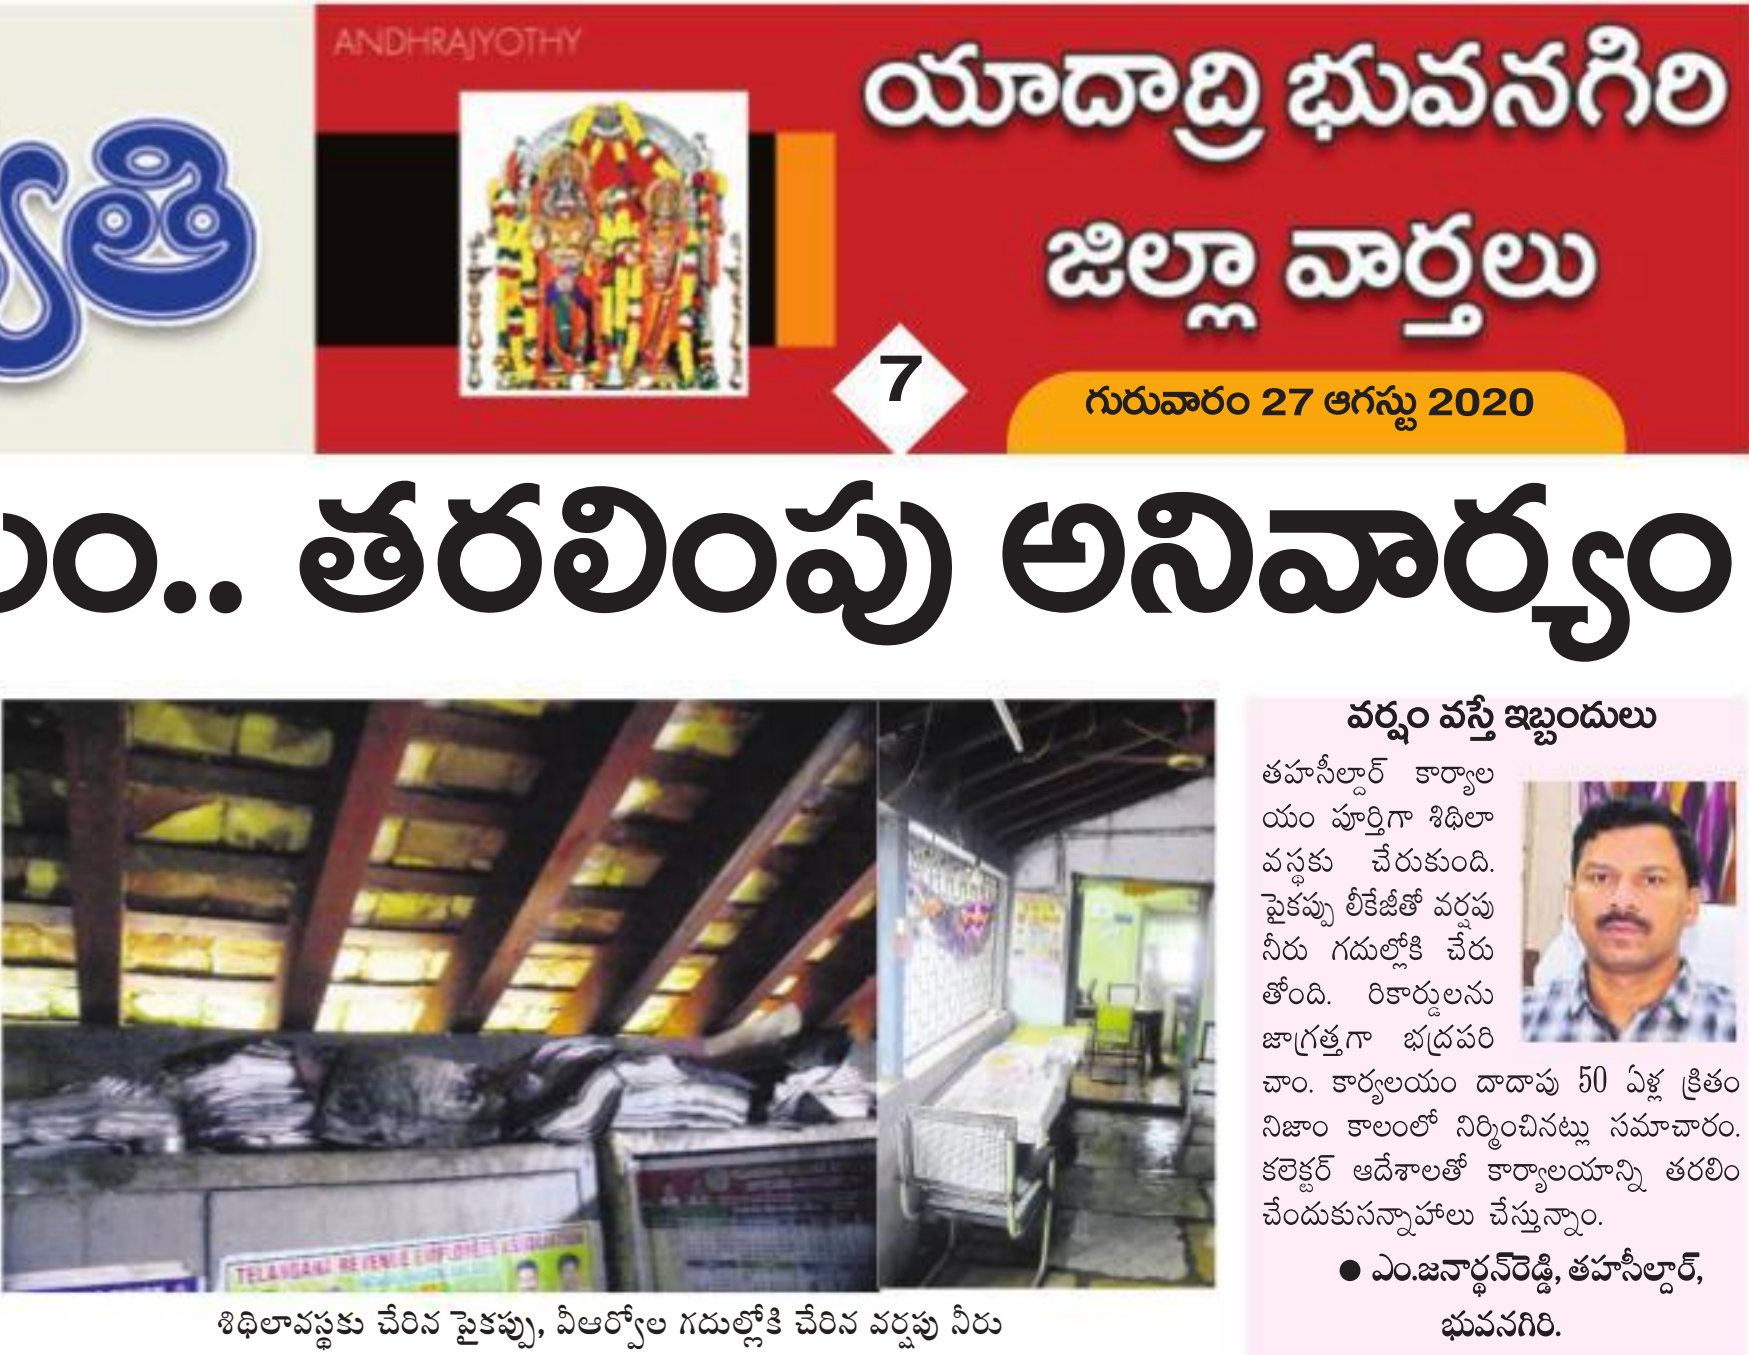 ANDHRAJYOTHY
యాదాద్రి భువనగిరి
జిల్లా వార్తలు
7
గురువారం 27 ఆగస్టు 2020
తరలింపు అనివార్యం
వర్షం వస్తే ఇబ్బందులు
తహసీల్దార్ కార్యాల
యం పూర్తిగా శిథిలా
వస్థకు చేరుకుంది.
పైకప్పు లీకేజీతో వర్షపు
నీరు గదుల్లోకి చేరు
తోంది. రికార్డులను
జాగ్రత్తగా భద్రపరి
చాం. కార్యలయం దాదాపు 50 ఏళ్ల క్రితం
నిజాం కాలంలో నిర్మించినట్లు సమాచారం.
కలెక్టర్ ఆదేశాలతో కార్యాలయాన్ని తరలిం
చేందుకుసన్నాహాలు చేస్తున్నాం.
● ఎం.జనార్థన్‌రెడ్డి, తహసీల్దార్,
భువనగిరి.
TELANGANA REVENUE EMPLOYEES ASSOCIATION
శిథిలావస్థకు చేరిన పైకప్పు, వీఆర్వోల గదుల్లోకి చేరిన వర్షపు నీరు